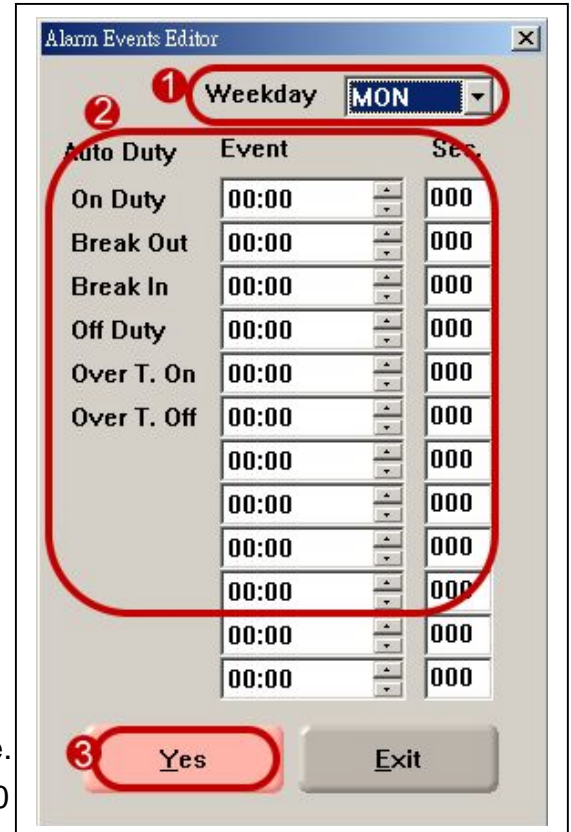 Alarm Events Editor
1 Weekday MON
2
Auto Duty Event Sec.
On Duty 00:00 000
Break Out 00:00 000
Break In 00:00 000
Off Duty 00:00 000
Over T. On 00:00 000
Over T. Off 00:00 000
00:00 000
00:00 000
00:00 000
00:00 000
00:00 000
00:00 000
3 Yes Exit
e.
0